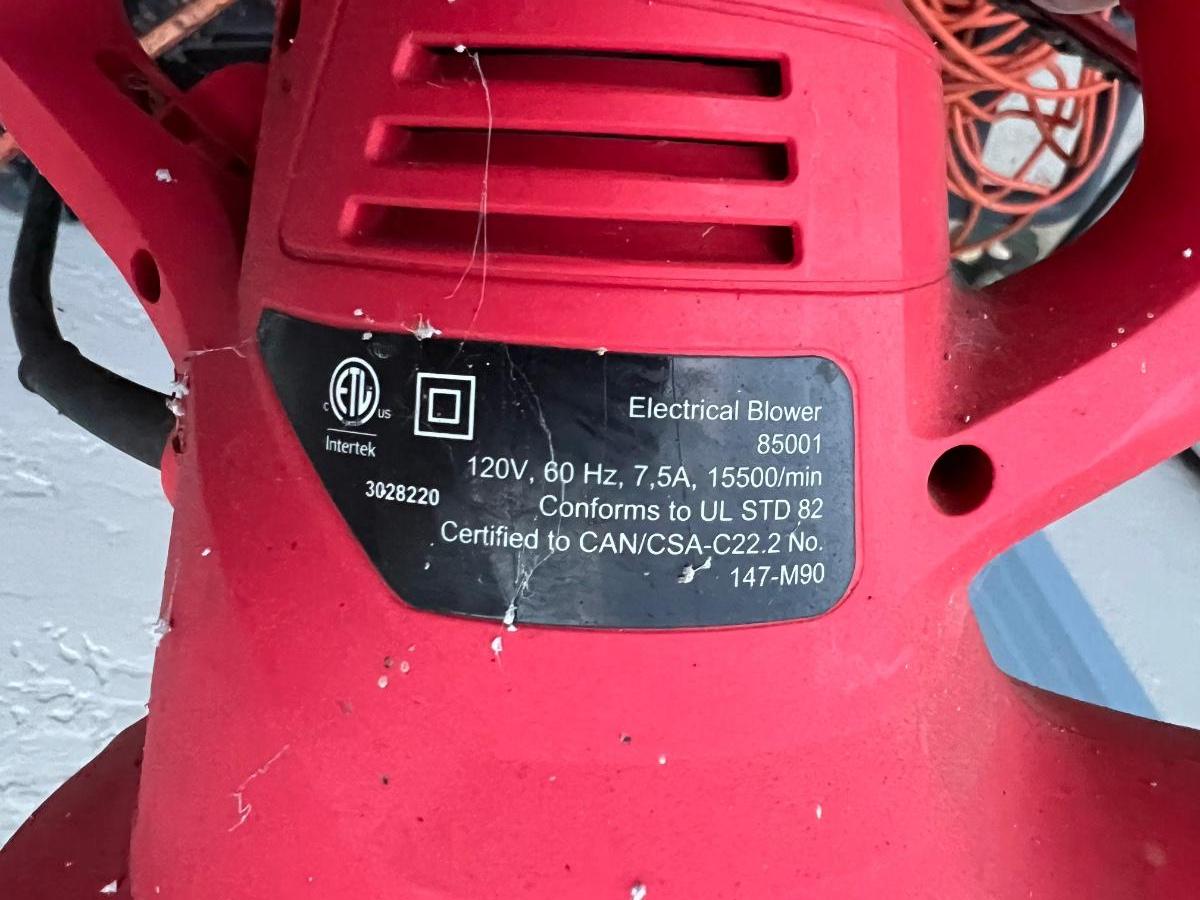 ETL
C
US
Intertek
3028220
Electrical Blower
85001
120V, 60 Hz, 7,5A, 15500/min
Conforms to UL STD 82
Certified to CAN/CSA-C22.2 No.
147-M90